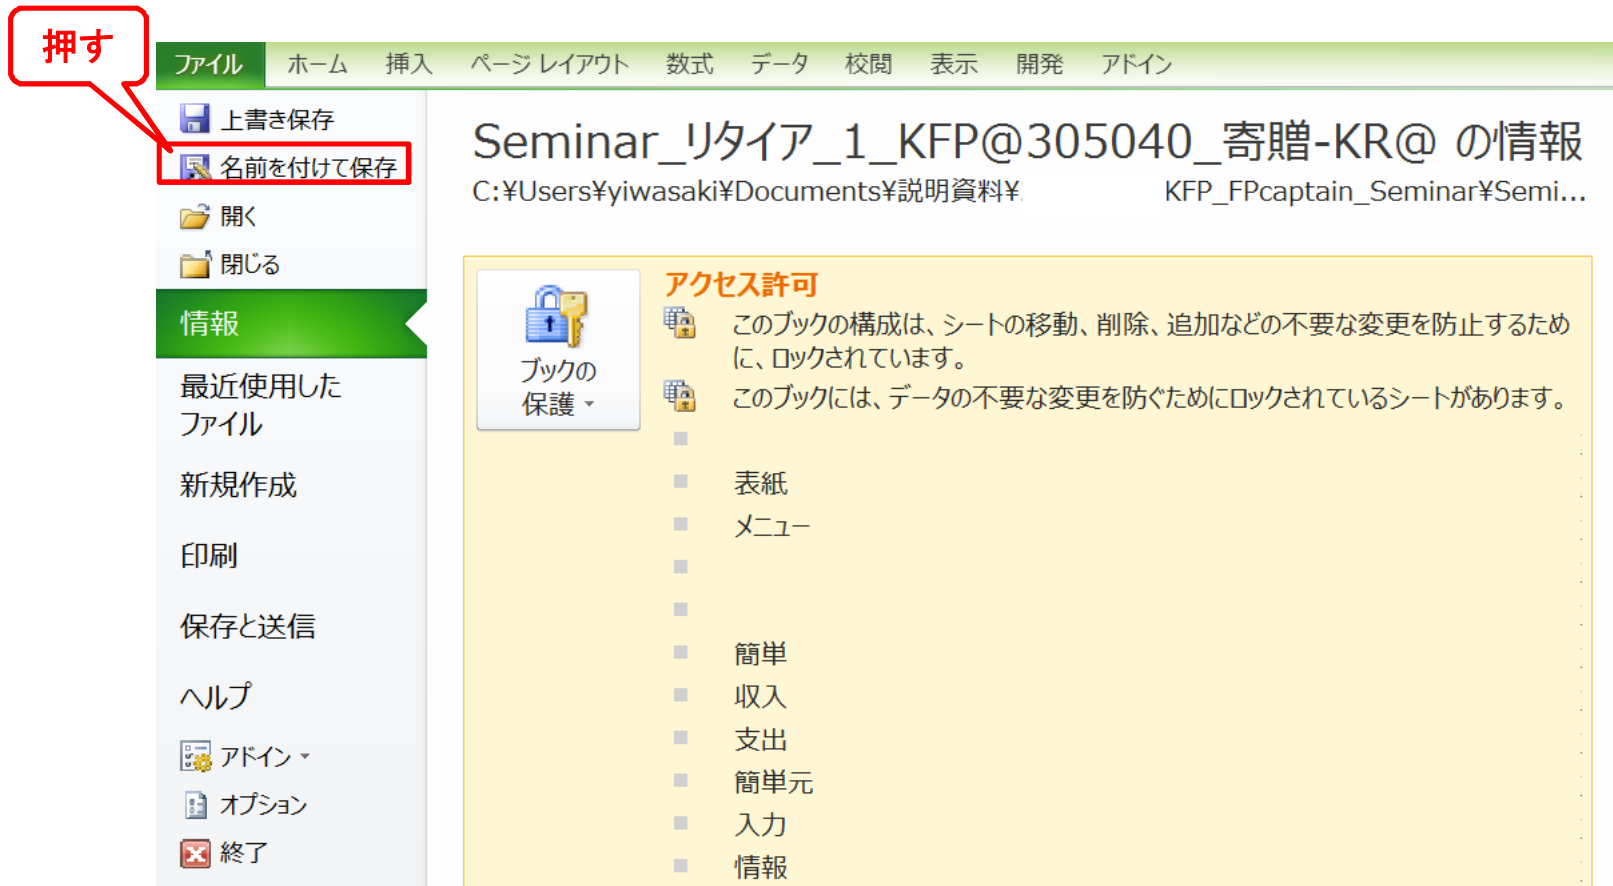 押す
ファイル ホーム 挿入 ページ レイアウト 数式 データ 校閲 表示 開発 アドイン
上書き保存
名前を付けて保存
開く
閉じる
情報
最近使用した
ファイル
新規作成
印刷
保存と送信
ヘルプ
アドイン
オプション
終了
Seminar_リタイア_1_KFP@305040_寄贈-KR@ の情報
C:¥Users¥yiwasaki¥Documents¥説明資料¥. KFP_FPcaptain_Seminar¥Semi...
ブックの
保護
アクセス許可
このブックの構成は、シートの移動、削除、追加などの不要な変更を防止するため
に、ロックされています。
このブックには、データの不要な変更を防ぐためにロックされているシートがあります。
表紙
メニュー
簡単
収入
支出
簡単元
入力
情報